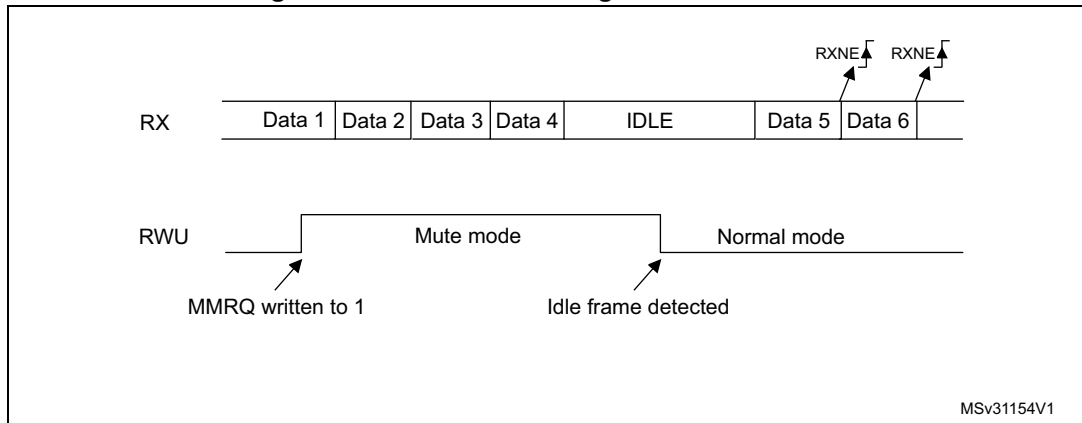 RXNE RXNE
RX Data 1 Data 2 Data 3 Data 4 IDLE Data 5 Data 6
RWU Mute mode Normal mode
MMRQ written to 1 Idle frame detected
MSv31154V1